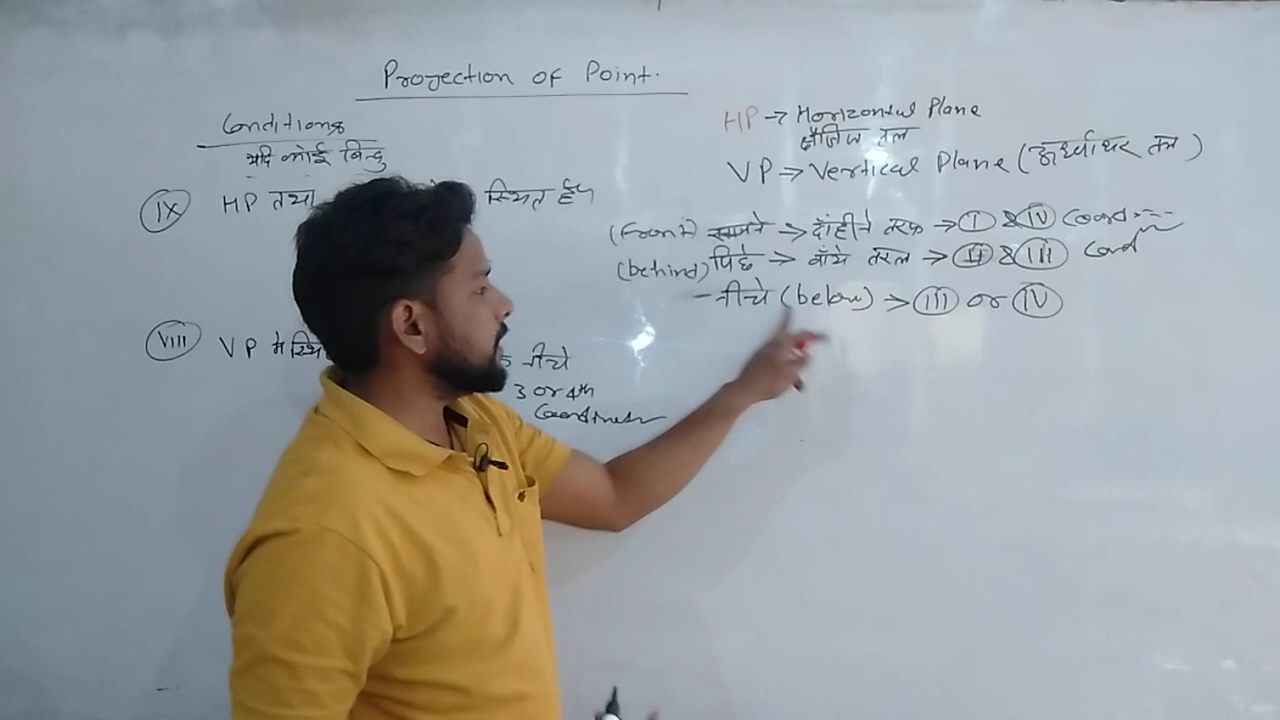 Projection of Point.
Conditions
यदि कोई बिन्दु
IX HP तथा स्थित हो।
VIII VP मे स्थि नीचे
3 or 4th
HP → Horizontal Plane
क्षैतिज तल
VP → Vertical Plane (ऊर्ध्वाधर तल)
(Front) सामने → दाँहीने तरफ → I & IV Coord
(behind) पिछे → बाँये तरफ → II & III Cord
- नीचे (below) → III or IV